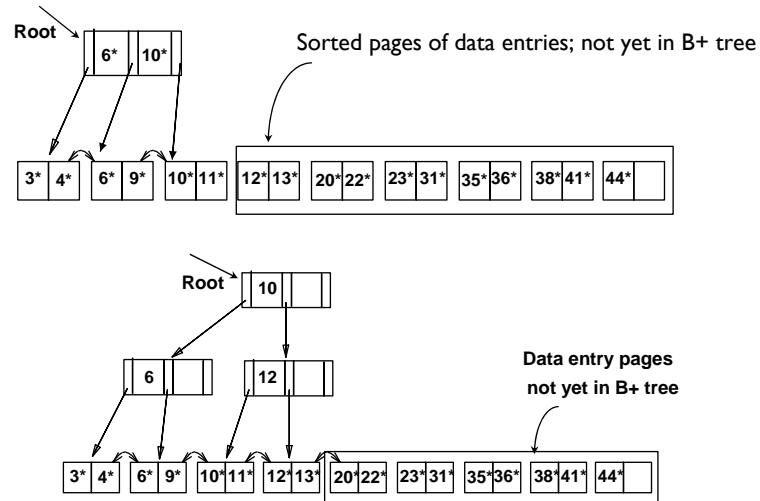 Root
6* 10*
Sorted pages of data entries; not yet in B+ tree
3* 4* 6* 9* 10* 11* 12* 13* 20* 22* 23* 31* 35* 36* 38* 41* 44*
Root
10
6 12
Data entry pages
not yet in B+ tree
3* 4* 6* 9* 10* 11* 12* 13* 20* 22* 23* 31* 35* 36* 38* 41* 44*